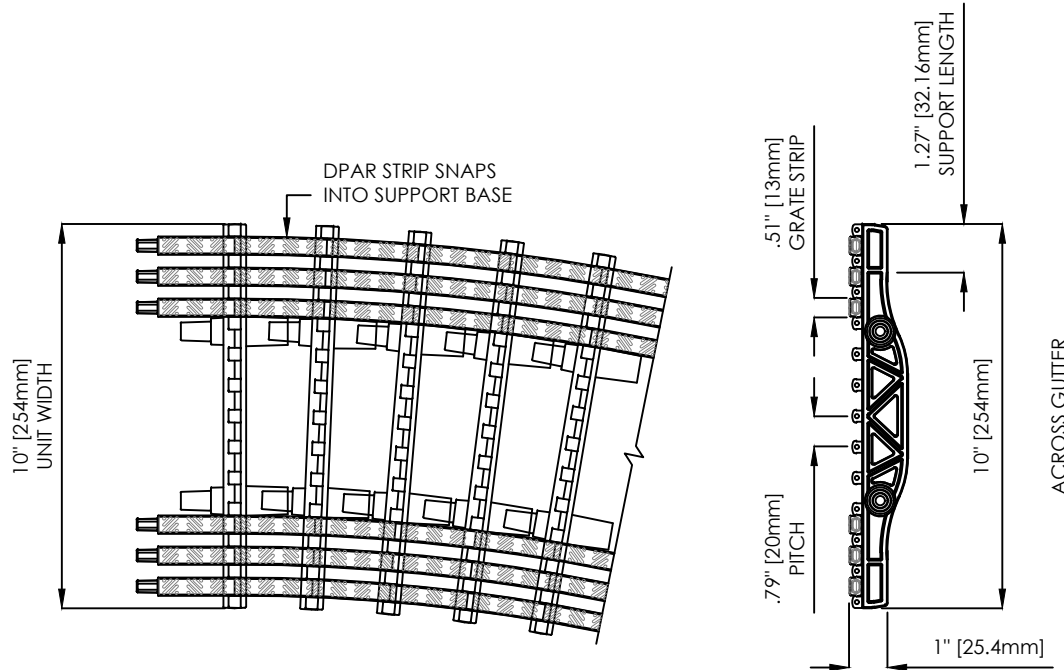 DPAR STRIP SNAPS
INTO SUPPORT BASE
10" [254mm]
UNIT WIDTH
.51" [13mm]
GRATE STRIP
1.27" [32.16mm]
SUPPORT LENGTH
.79" [20mm]
PITCH
10" [254mm]
ACROSS GUTTER
1" [25.4mm]